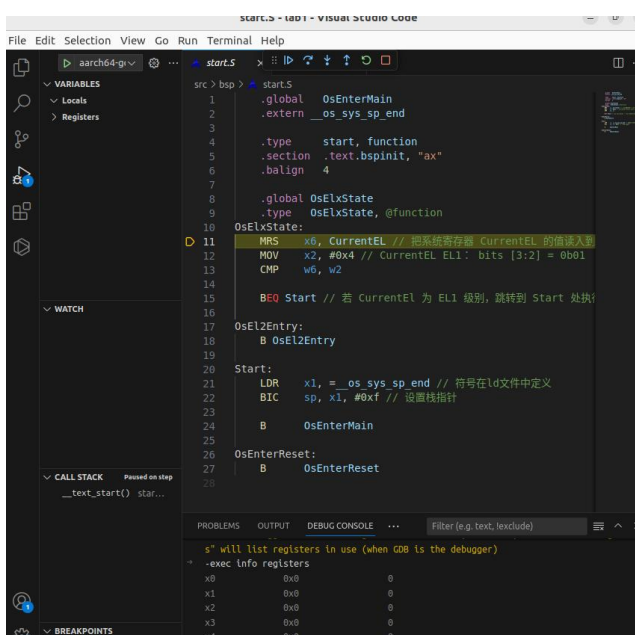 start.S - lab1 - Visual Studio Code
File Edit Selection View Go Run Terminal Help
aarch64-g
start.S
VARIABLES
Locals
Registers
src > bsp > start.S
1 .global OsEnterMain
2 .extern __os_sys_sp_end
3
4 .type start, function
5 .section .text.bspinit, "ax"
6 .balign 4
7
8 .global OsElxState
9 .type OsElxState, @function
10 OsElxState:
11 MRS x6, CurrentEL // 把系统寄存器 CurrentEL 的值读入到
12 MOV x2, #0x4 // CurrentEL EL1： bits [3:2] = 0b01
13 CMP w6, w2
14
15 BEQ Start // 若 CurrentEl 为 EL1 级别，跳转到 Start 处执
16
17 OsEl2Entry:
18 B OsEl2Entry
19
20 Start:
21 LDR x1, =__os_sys_sp_end // 符号在ld文件中定义
22 BIC sp, x1, #0xf // 设置栈指针
23
24 B OsEnterMain
25
26 OsEnterReset:
27 B OsEnterReset
28
WATCH
CALL STACK Paused on step
__text_start() star...
PROBLEMS OUTPUT DEBUG CONSOLE ... Filter (e.g. text, !exclude)
s" will list registers in use (when GDB is the debugger)
-exec info registers
x0 0x0 0
x1 0x0 0
x2 0x0 0
x3 0x0 0
1
1
BREAKPOINTS